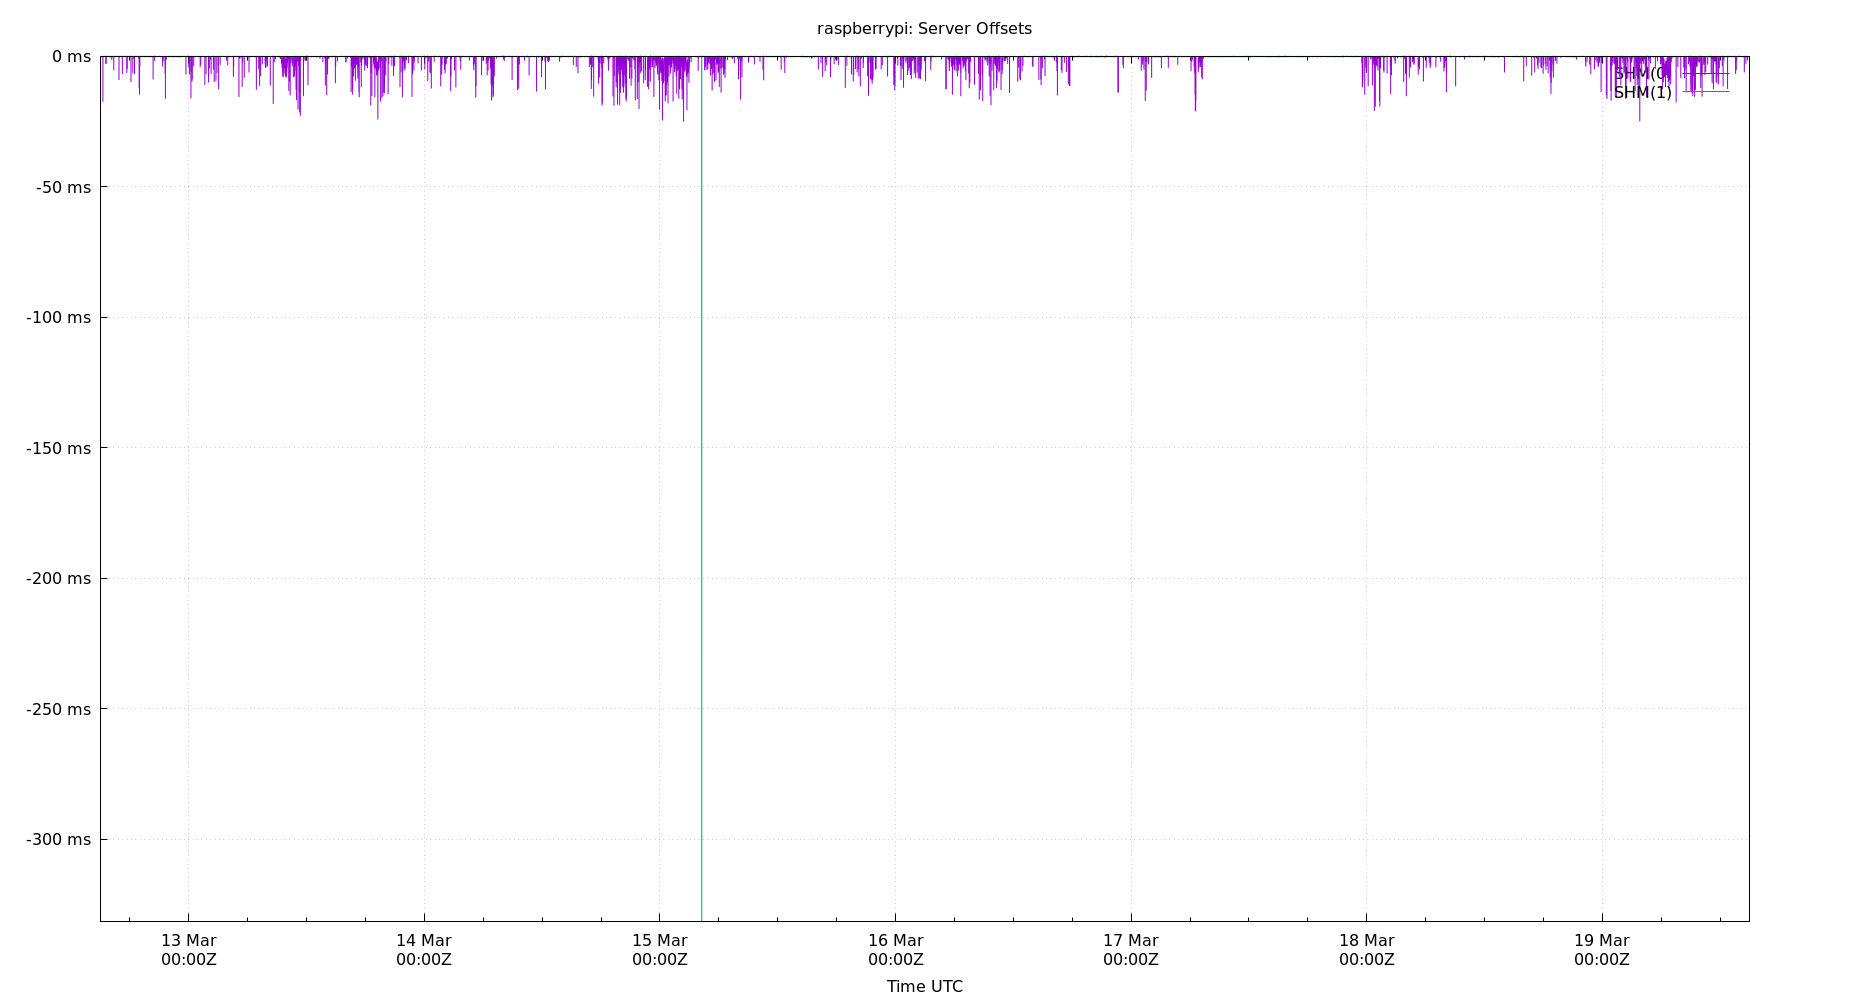 raspberrypi: Server Offsets
0 ms
SHM(0)
SHM(1)
-50 ms
-100 ms
-150 ms
-200 ms
-250 ms
-300 ms
13 Mar 14 Mar 15 Mar 16 Mar 17 Mar 18 Mar 19 Mar
00:00Z 00:00Z 00:00Z 00:00Z 00:00Z 00:00Z 00:00Z
Time UTC